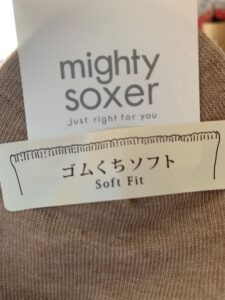 mighty
soxer
just right for you
ゴムくちソフト
Soft Fit